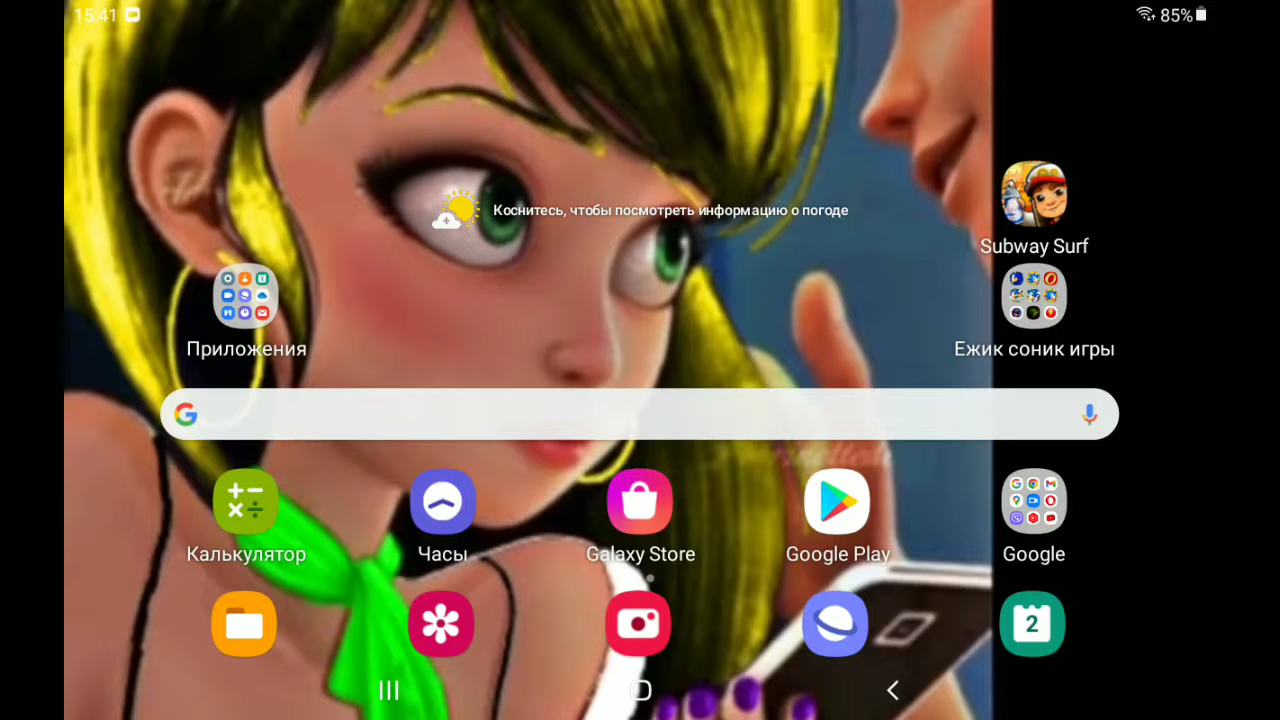 15:41
85%
Коснитесь, чтобы посмотреть информацию о погоде
Subway Surf
Приложения
Ежик соник игры
Калькулятор
Часы
Galaxy Store
Google Play
Google
2